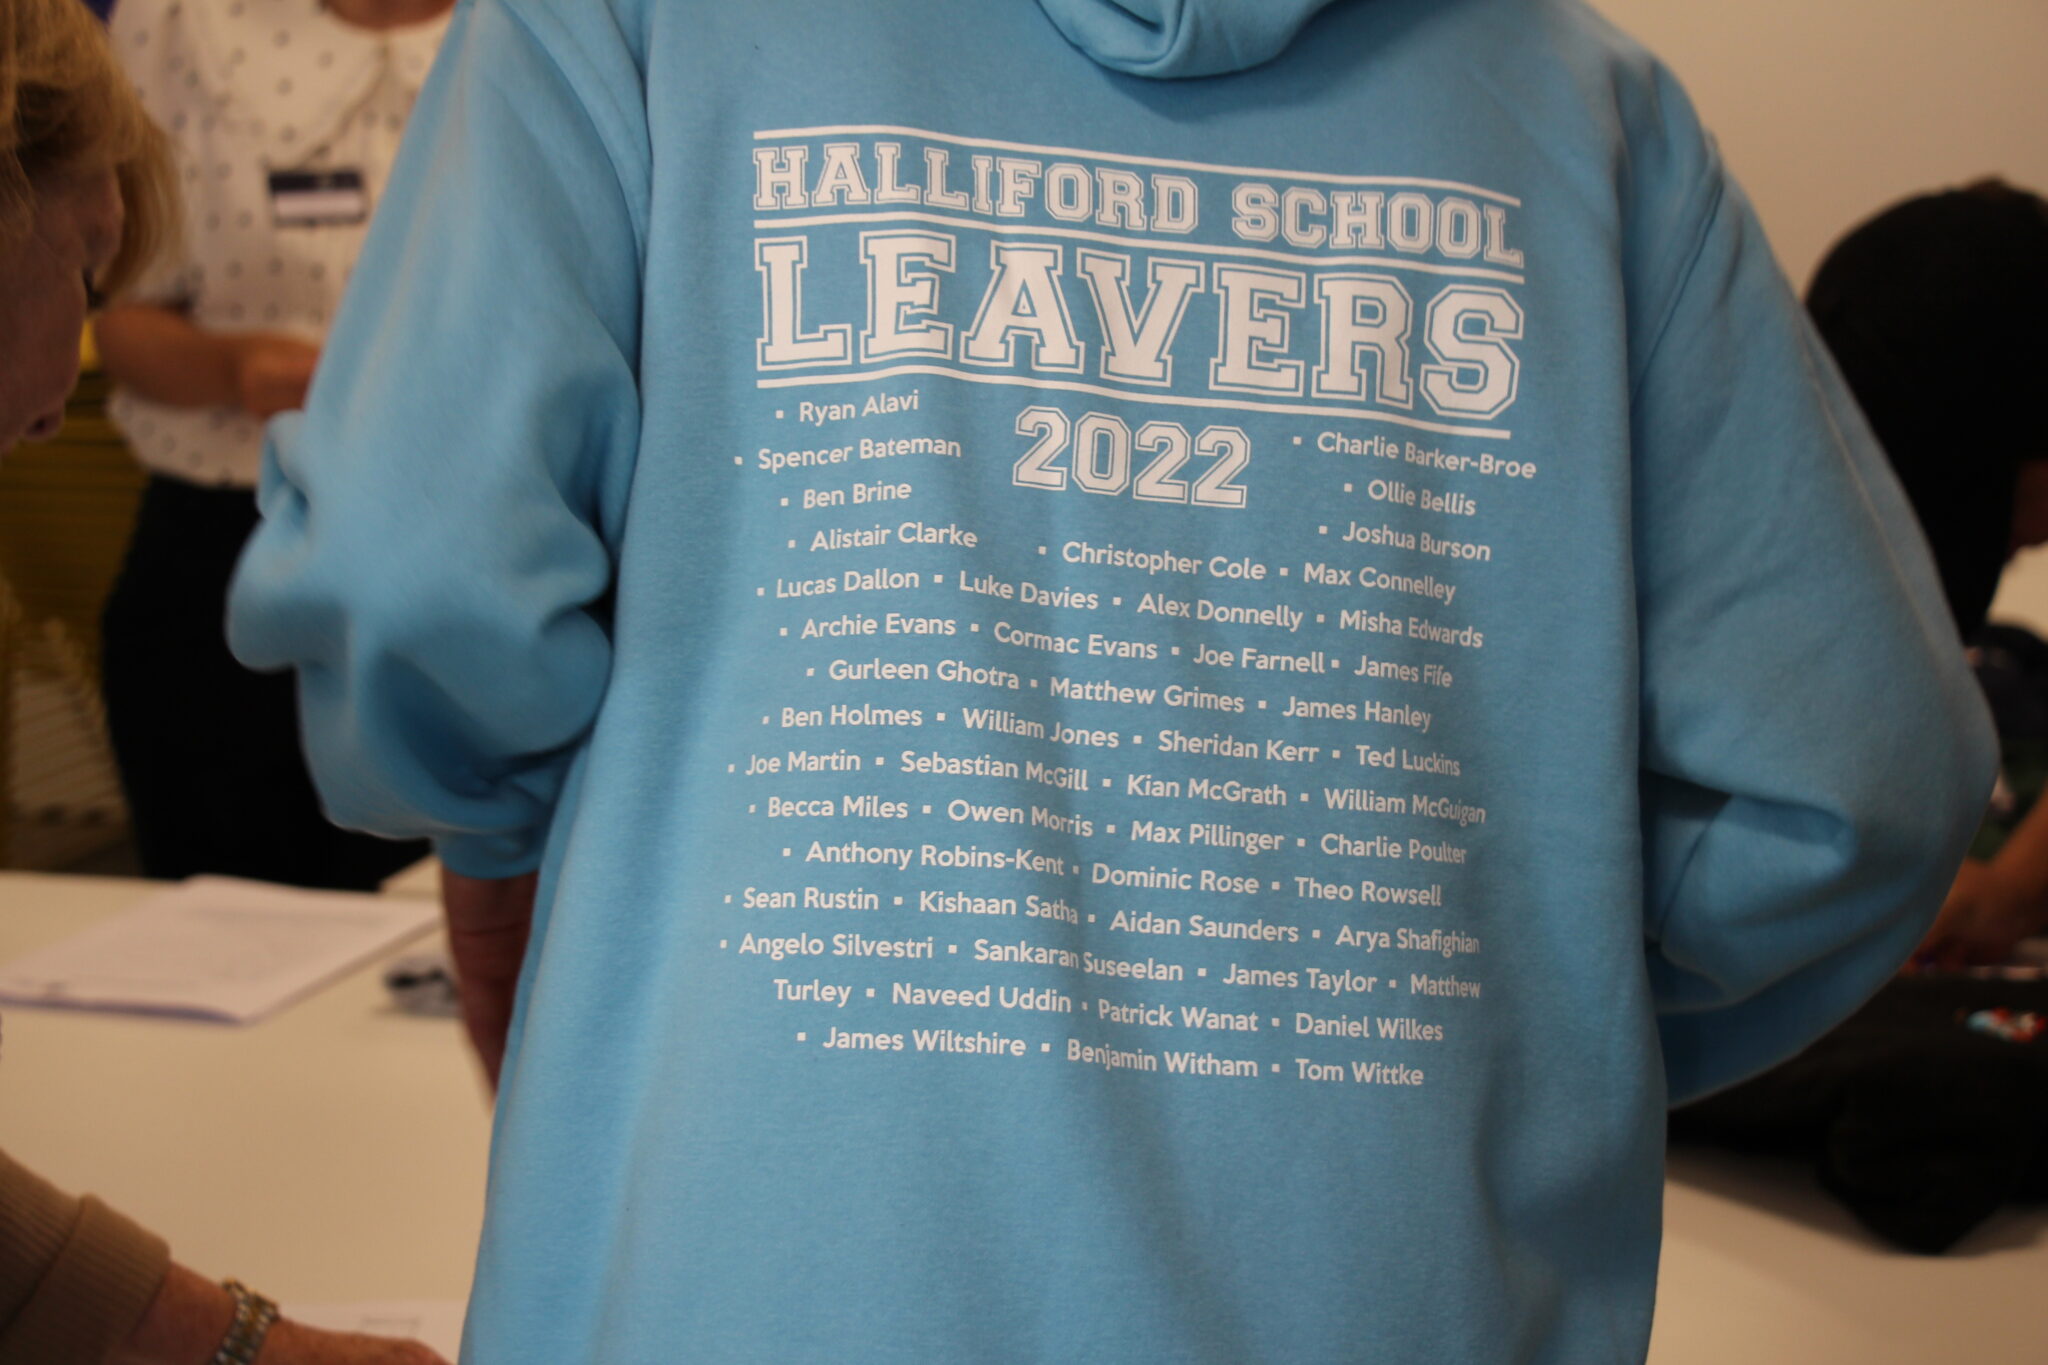 HALLIFORD SCHOOL
LEAVERS
2022
▪ Ryan Alavi ▪ Charlie Barker-Broe
▪ Spencer Bateman ▪ Ollie Bellis
▪ Ben Brine ▪ Joshua Burson
▪ Alistair Clarke ▪ Christopher Cole ▪ Max Connelley
▪ Lucas Dallon ▪ Luke Davies ▪ Alex Donnelly ▪ Misha Edwards
▪ Archie Evans ▪ Cormac Evans ▪ Joe Farnell ▪ James Fife
▪ Gurleen Ghotra ▪ Matthew Grimes ▪ James Hanley
▪ Ben Holmes ▪ William Jones ▪ Sheridan Kerr ▪ Ted Luckins
▪ Joe Martin ▪ Sebastian McGill ▪ Kian McGrath ▪ William McGuigan
▪ Becca Miles ▪ Owen Morris ▪ Max Pillinger ▪ Charlie Poulter
▪ Anthony Robins-Kent ▪ Dominic Rose ▪ Theo Rowsell
▪ Sean Rustin ▪ Kishaan Satha ▪ Aidan Saunders ▪ Arya Shafighian
▪ Angelo Silvestri ▪ Sankaran Suseelan ▪ James Taylor ▪ Matthew
Turley ▪ Naveed Uddin ▪ Patrick Wanat ▪ Daniel Wilkes
▪ James Wiltshire ▪ Benjamin Witham ▪ Tom Wittke